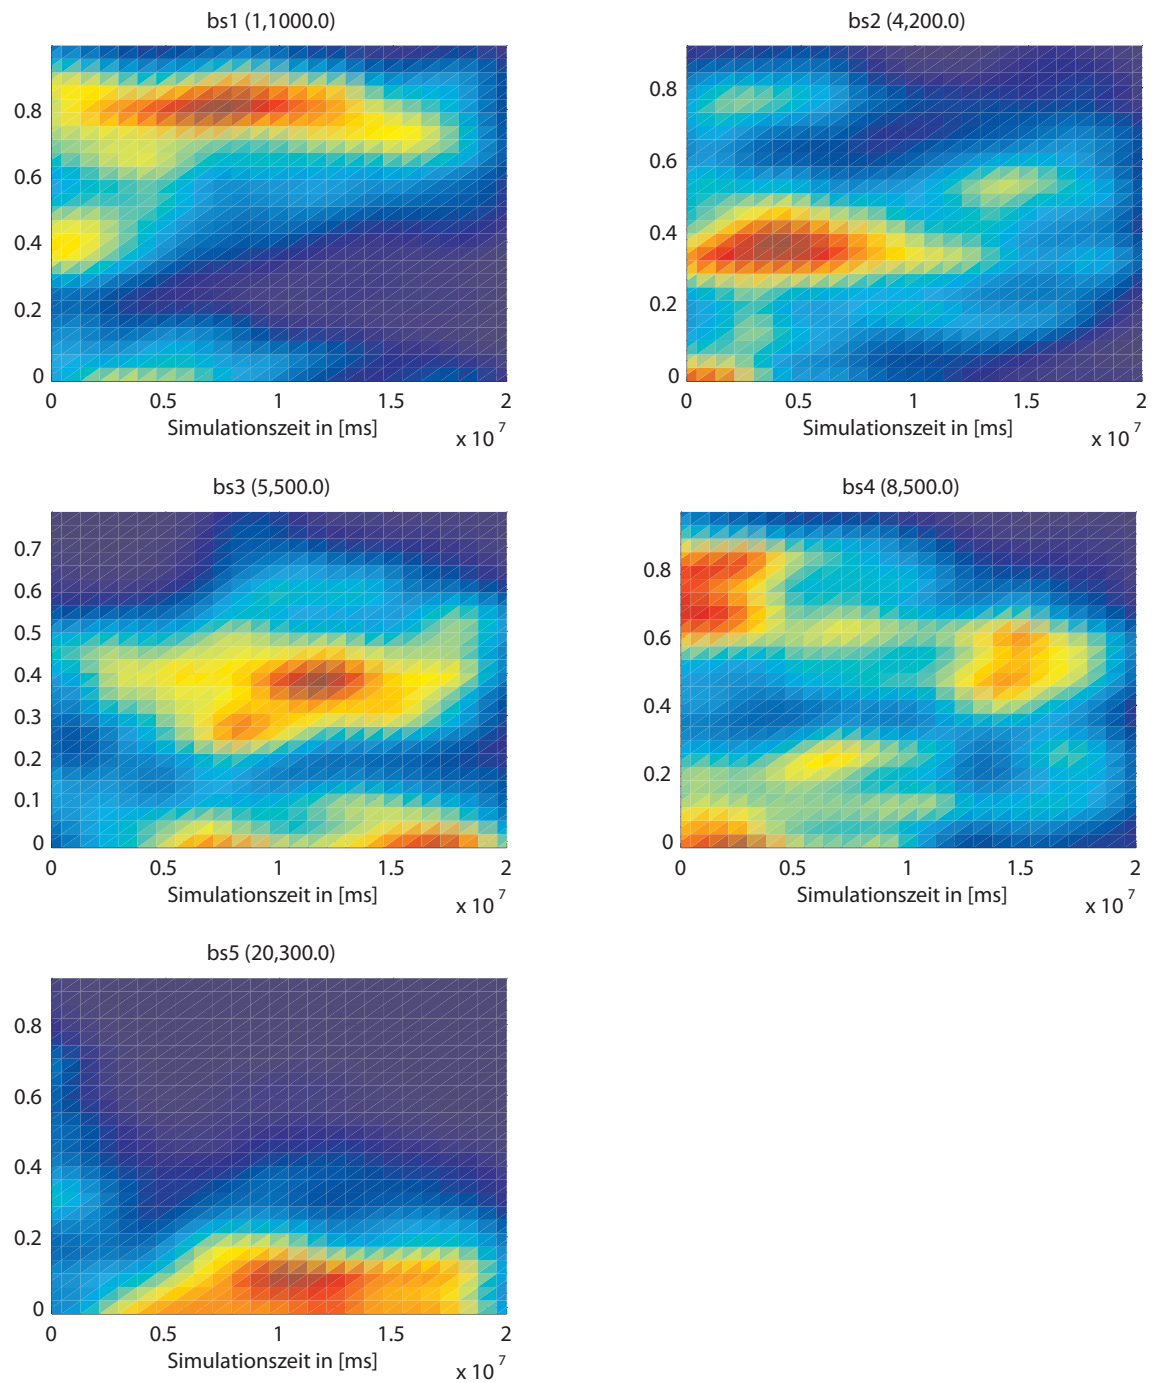 bs1 (1,1000.0)
0.8
0.6
0.4
0.2
0
0 0.5 1 1.5 2
Simulationszeit in [ms]
x 10 7
bs2 (4,200.0)
0.8
0.6
0.4
0.2
0
0 0.5 1 1.5 2
Simulationszeit in [ms]
x 10 7
bs3 (5,500.0)
0.7
0.6
0.5
0.4
0.3
0.2
0.1
0
0 0.5 1 1.5 2
Simulationszeit in [ms]
x 10 7
bs4 (8,500.0)
0.8
0.6
0.4
0.2
0
0 0.5 1 1.5 2
Simulationszeit in [ms]
x 10 7
bs5 (20,300.0)
0.8
0.6
0.4
0.2
0
0 0.5 1 1.5 2
Simulationszeit in [ms]
x 10 7